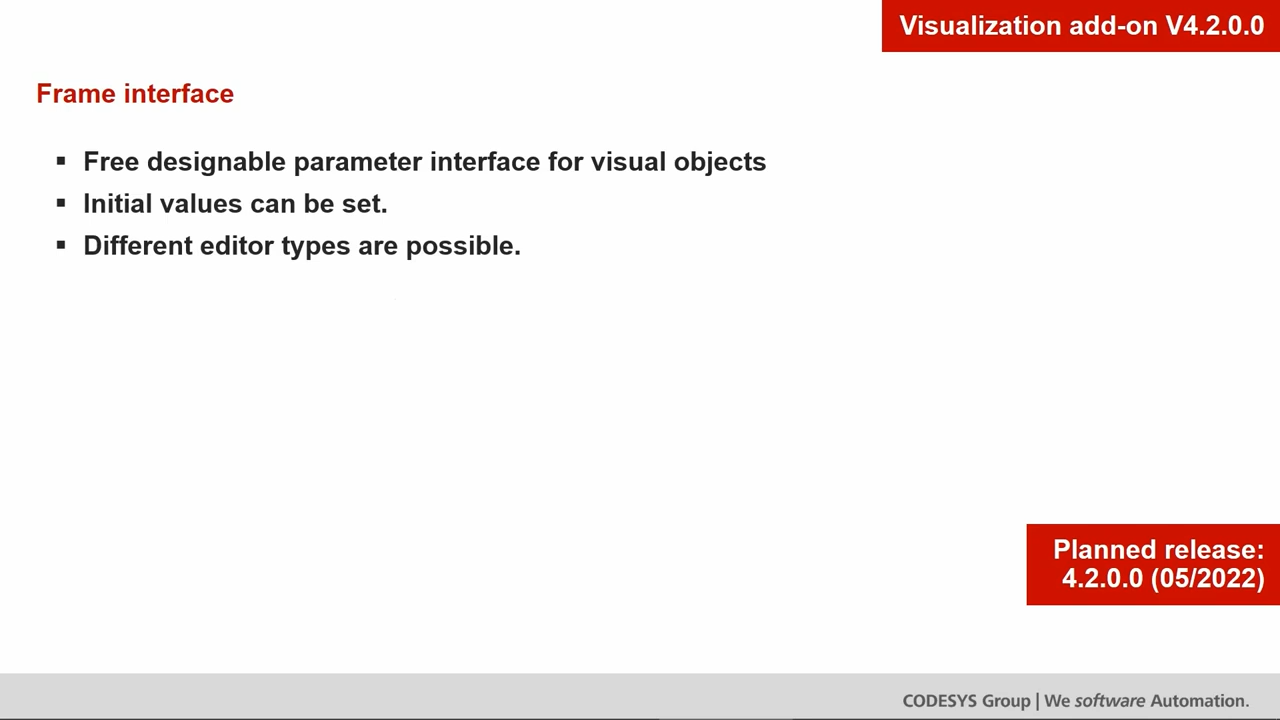 Visualization add-on V4.2.0.0
Frame interface
▪ Free designable parameter interface for visual objects
▪ Initial values can be set.
▪ Different editor types are possible.
Planned release:
4.2.0.0 (05/2022)
CODESYS Group | We software Automation.